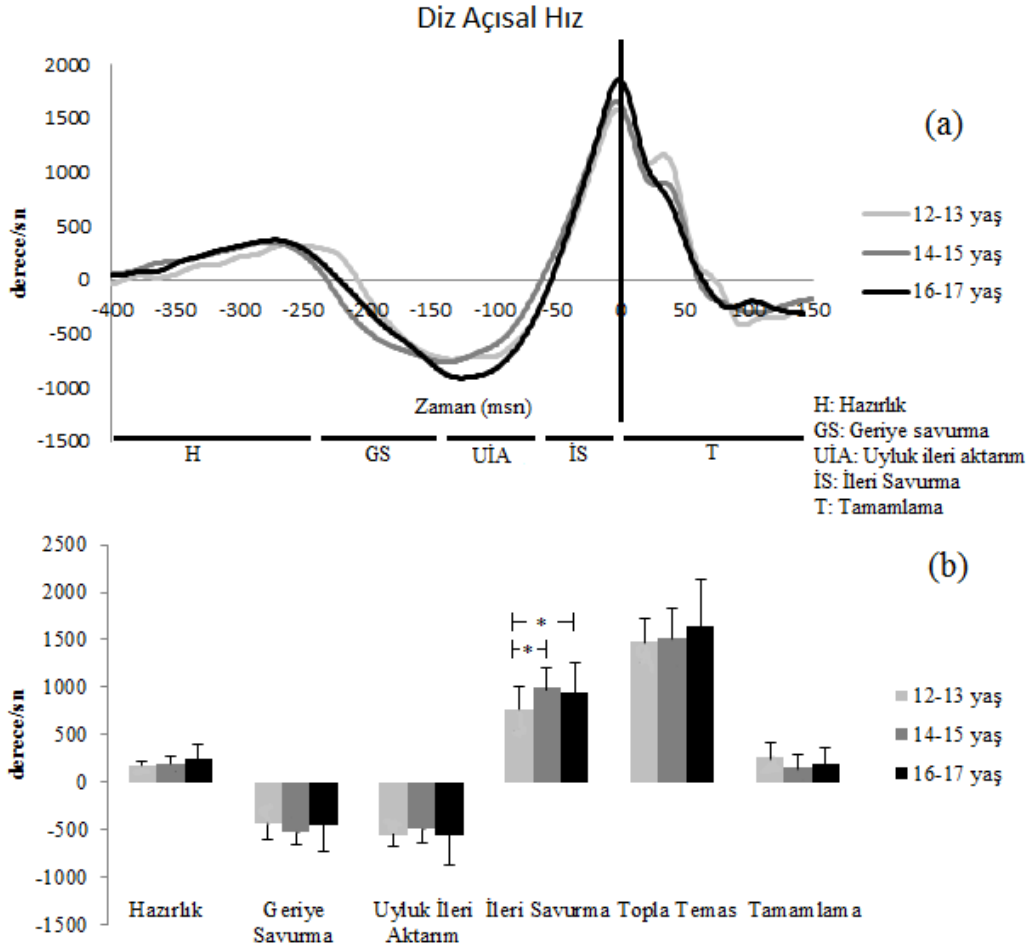 Diz Açısal Hız
2000
1500
1000
500
0
-500
-1000
-1500
derece/sn
-400 -350 -300 -250 -200 -150 -100 -50 0 50 100 150
Zaman (msn)
H GS UİA İS T
(a)
12-13 yaş
14-15 yaş
16-17 yaş
H: Hazırlık
GS: Geriye savurma
UİA: Uyluk ileri aktarım
İS: İleri Savurma
T: Tamamlama
2500
2000
1500
1000
500
0
-500
-1000
-1500
derece/sn
*
*
Hazırlık Geriye Uyluk İleri İleri Savurma Topla Temas Tamamlama
Savurma Aktarım
(b)
12-13 yaş
14-15 yaş
16-17 yaş